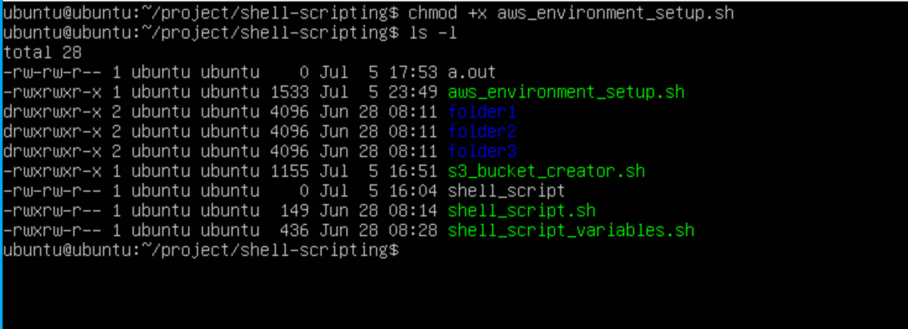 ubuntu@ubuntu:~/project/shell-scripting$ chmod +x aws_environment_setup.sh
ubuntu@ubuntu:~/project/shell-scripting$ ls -l
total 28
-rw-rw-r-- 1 ubuntu ubuntu    0 Jul  5 17:53 a.out
-rwxrwxr-x 1 ubuntu ubuntu 1533 Jul  5 23:49 aws_environment_setup.sh
drwxrwxr-x 2 ubuntu ubuntu 4096 Jun 28 08:11 folder1
drwxrwxr-x 2 ubuntu ubuntu 4096 Jun 28 08:11 folder2
drwxrwxr-x 2 ubuntu ubuntu 4096 Jun 28 08:11 folder3
-rwxrwxr-x 1 ubuntu ubuntu 1155 Jul  5 16:51 s3_bucket_creator.sh
-rw-rw-r-- 1 ubuntu ubuntu    0 Jul  5 16:04 shell_script
-rwxrw-r-- 1 ubuntu ubuntu  149 Jun 28 08:14 shell_script.sh
-rwxrw-r-- 1 ubuntu ubuntu  436 Jun 28 08:28 shell_script_variables.sh
ubuntu@ubuntu:~/project/shell-scripting$